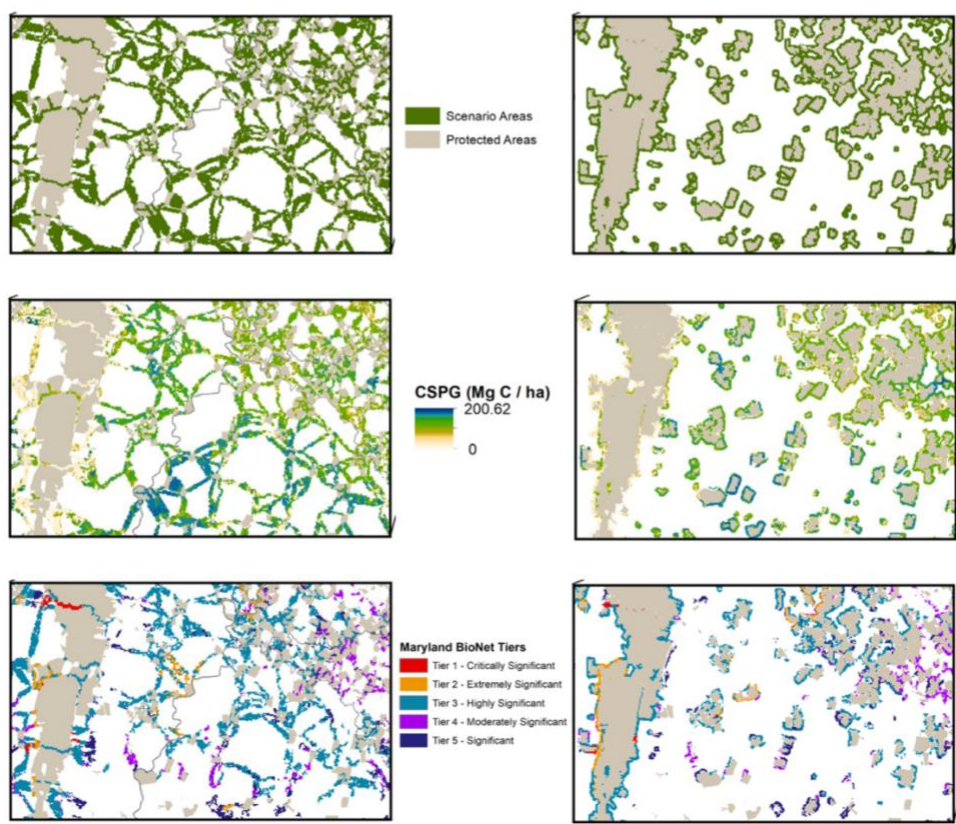 Scenario Areas
Protected Areas
CSPG (Mg C / ha)
200.62
0
Maryland BioNet Tiers
Tier 1 - Critically Significant
Tier 2 - Extremely Significant
Tier 3 - Highly Significant
Tier 4 - Moderately Significant
Tier 5 - Significant